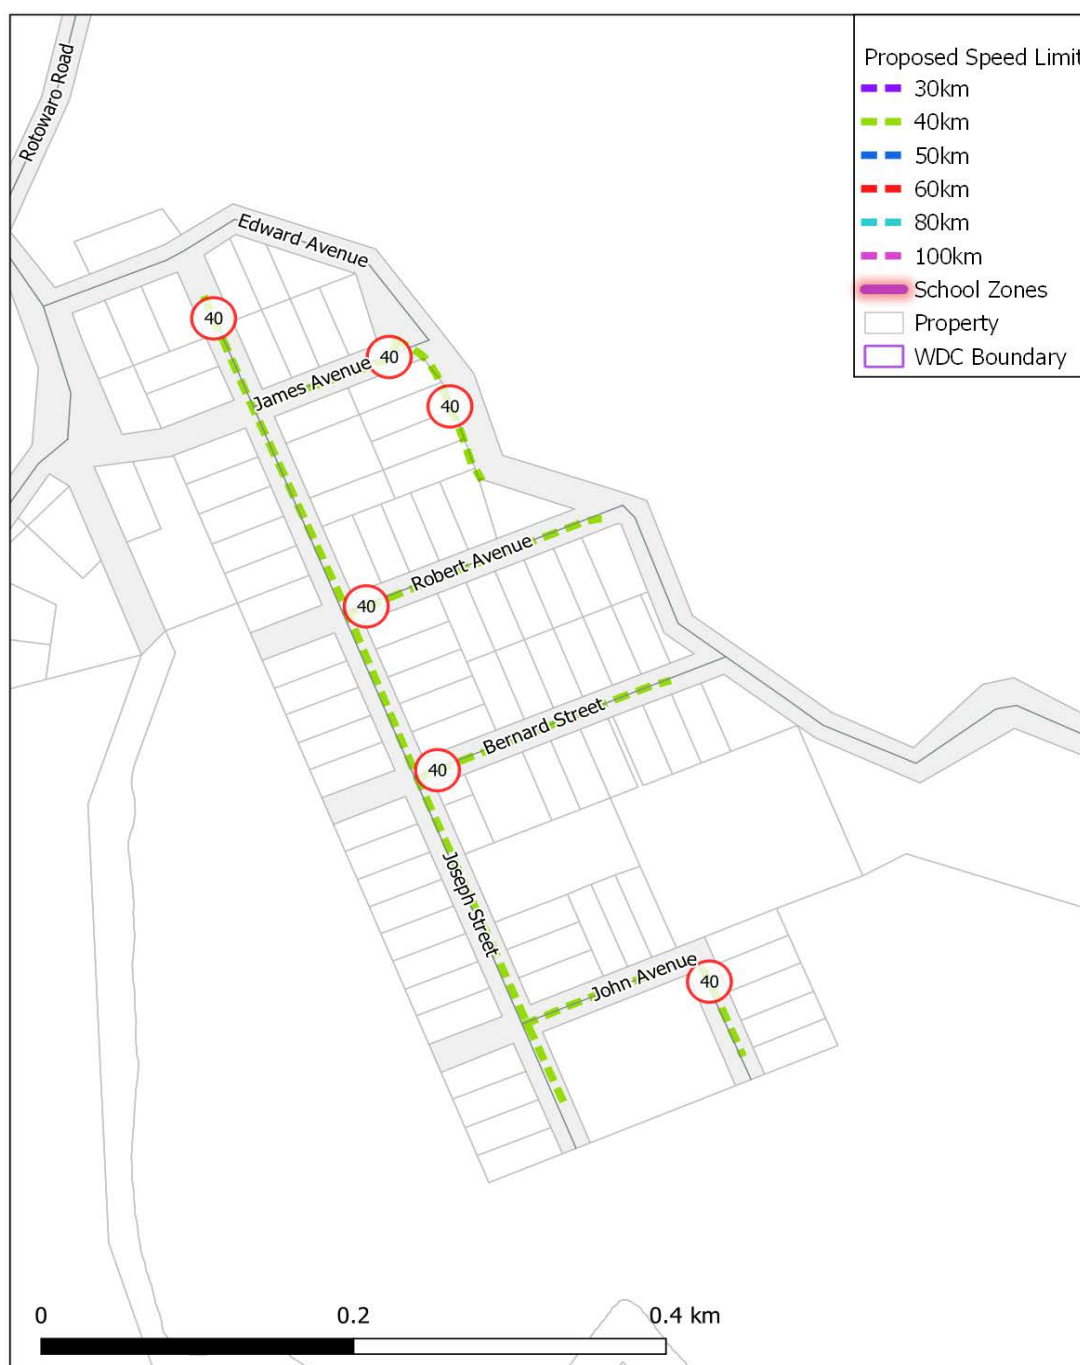 Proposed Speed Limit
30km
40km
50km
60km
80km
100km
School Zones
Property
WDC Boundary
Rotowaro Road
Edward Avenue
40
40
James Avenue
40
Robert Avenue
40
Bernard Street
40
Joseph Street
John Avenue
40
0 0.2 0.4 km